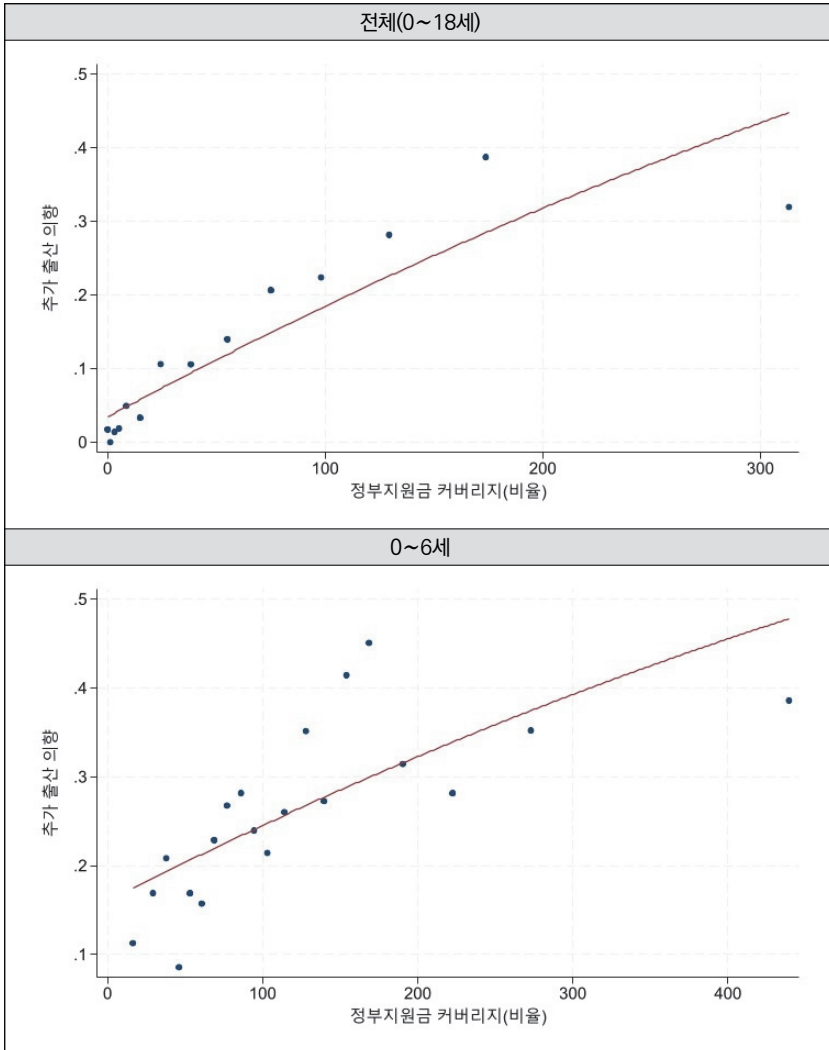 전체(0~18세)
.5
.4
.3
.2
.1
0
추가 출산 의향
0 100 200 300
정부지원금 커버리지(비율)
0~6세
.5
.4
.3
.2
.1
추가 출산 의향
0 100 200 300 400
정부지원금 커버리지(비율)